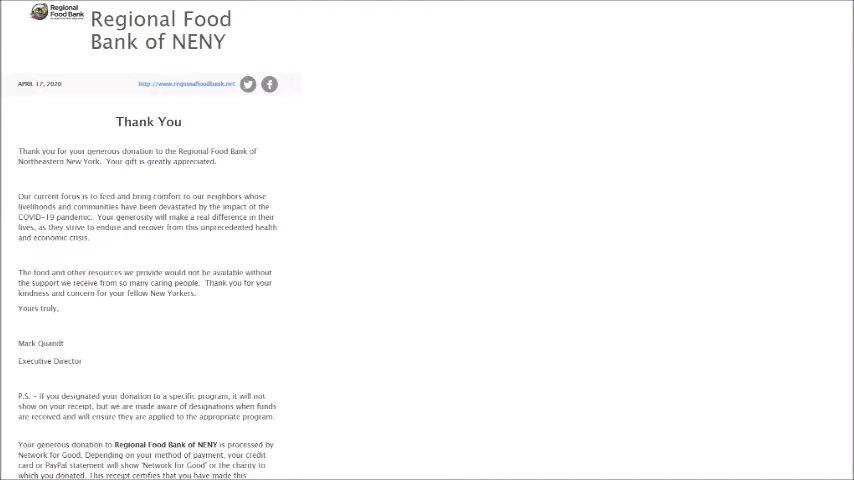 Regional
Food Bank
Regional Food
Bank of NENY
APRIL 17, 2020
http://www.regionalfoodbank.net
Thank You
Thank you for your generous donation to the Regional Food Bank of
Northeastern New York. Your gift is greatly appreciated.
Our current focus is to feed and bring comfort to our neighbors whose
livelihoods and communities have been devastated by the impact of the
COVID-19 pandemic. Your generosity will make a real difference in their
lives, as they strive to endure and recover from this unprecedented health
and economic crisis.
The food and other resources we provide would not be available without
the support we receive from so many caring people. Thank you for your
kindness and concern for your fellow New Yorkers.
Yours truly,
Mark Quandt
Executive Director
P.S. - If you designated your donation to a specific program, it will not
show on your receipt, but we are made aware of designations when funds
are received and will ensure they are applied to the appropriate program.
Your generous donation to Regional Food Bank of NENY is processed by
Network for Good. Depending on your method of payment, your credit
card or PayPal statement will show 'Network for Good' or the charity to
which you donated. This receipt certifies that you have made this